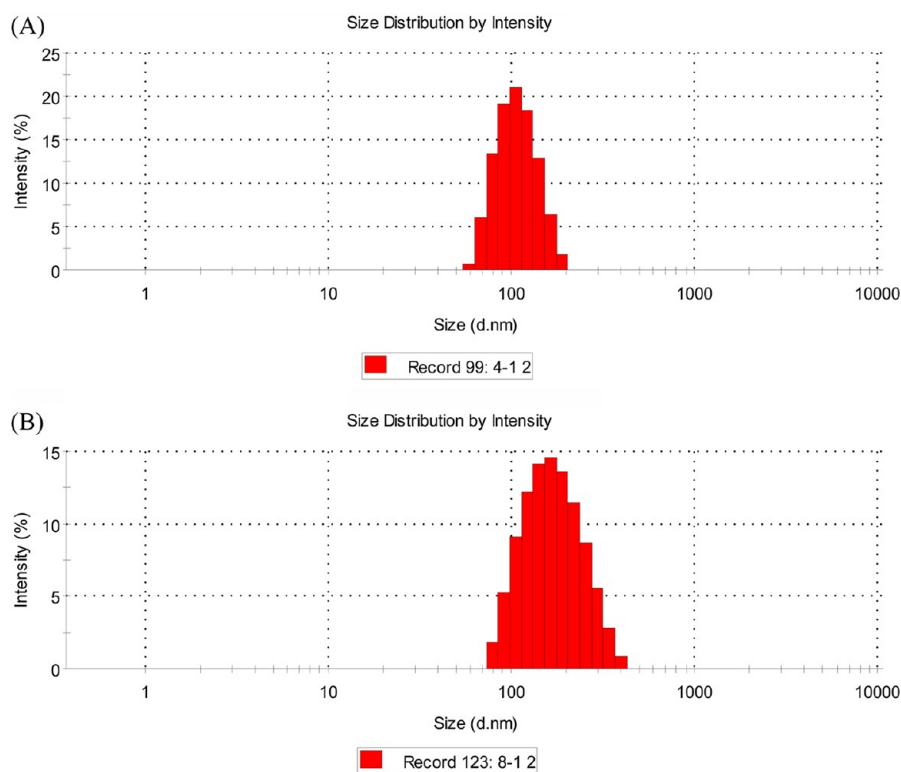 (A)
Size Distribution by Intensity
25
20
15
10
5
0
Intensity (%)
1 10 100 1000 10000
Size (d.nm)
Record 99: 4-1 2
(B)
Size Distribution by Intensity
15
10
5
0
Intensity (%)
1 10 100 1000 10000
Size (d.nm)
Record 123: 8-1 2